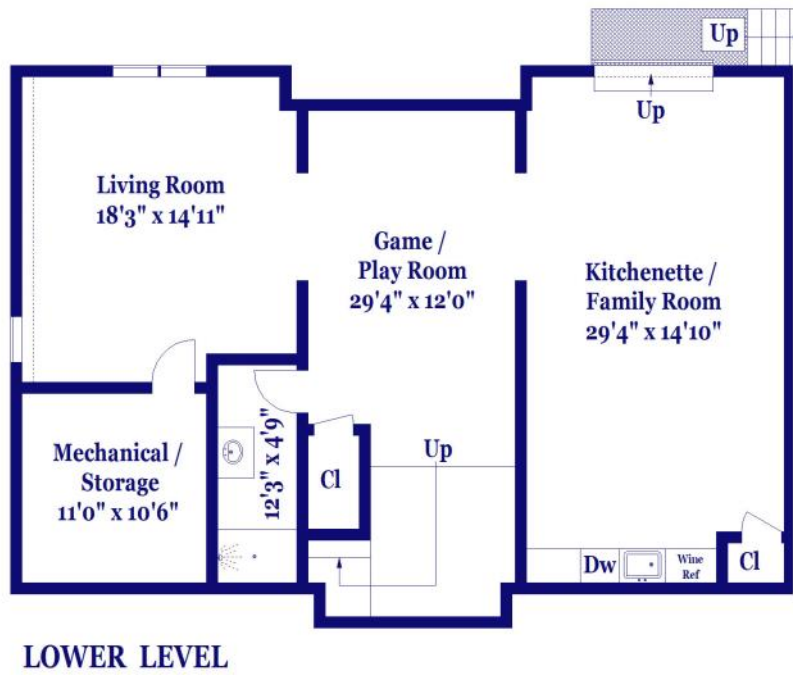 Up
Up
Living Room
18'3" x 14'11"
Game /
Play Room
29'4" x 12'0"
Kitchenette /
Family Room
29'4" x 14'10"
Mechanical /
Storage
11'0" x 10'6"
12'3" x 4'9"
Cl
Up
Dw
Wine
Ref
Cl
LOWER LEVEL